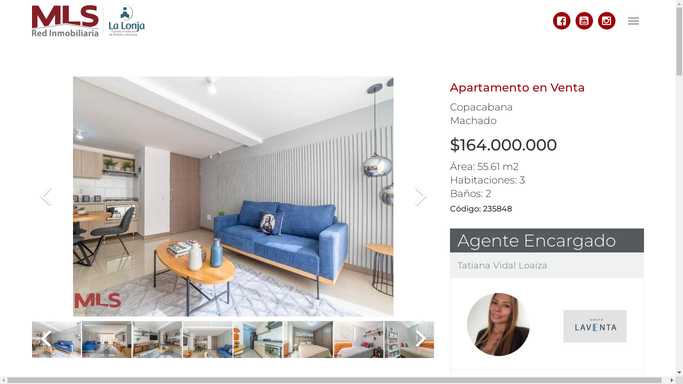 MLS
Red Inmobiliaria
La Lonja
Apartamento en Venta
Copacabana
Machado
$164.000.000
Área: 55.61 m2
Habitaciones: 3
Baños: 2
Código: 235848
Agente Encargado
Tatiana Vidal Loaiza
LAVENTA
MLS